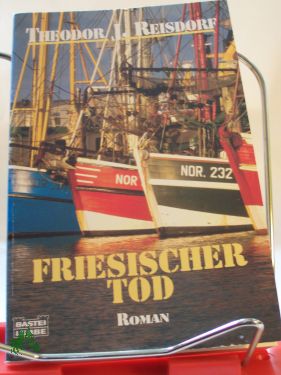 THEODOR J. REISDORF
NOR
NOR. 232
FRIESISCHER
TOD
ROMAN
BASTEI
LÜBBE